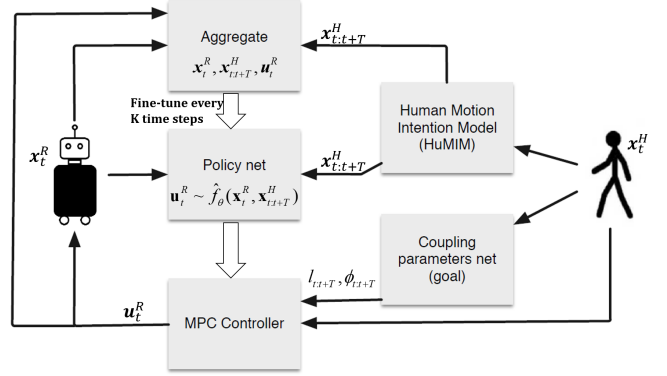 Aggregate
x_t^R, x_{t:t+T}^H, u_t^R
x_{t:t+T}^H
Fine-tune every
K time steps
Human Motion
Intention Model
(HuMIM)
x_t^H
x_t^R
Policy net
u_t^R ~ f̂_θ(x_t^R, x_{t:t+T}^H)
x_{t:t+T}^H
Coupling
parameters net
(goal)
l_{t:t+T}, ϕ_{t:t+T}
u_t^R
MPC Controller